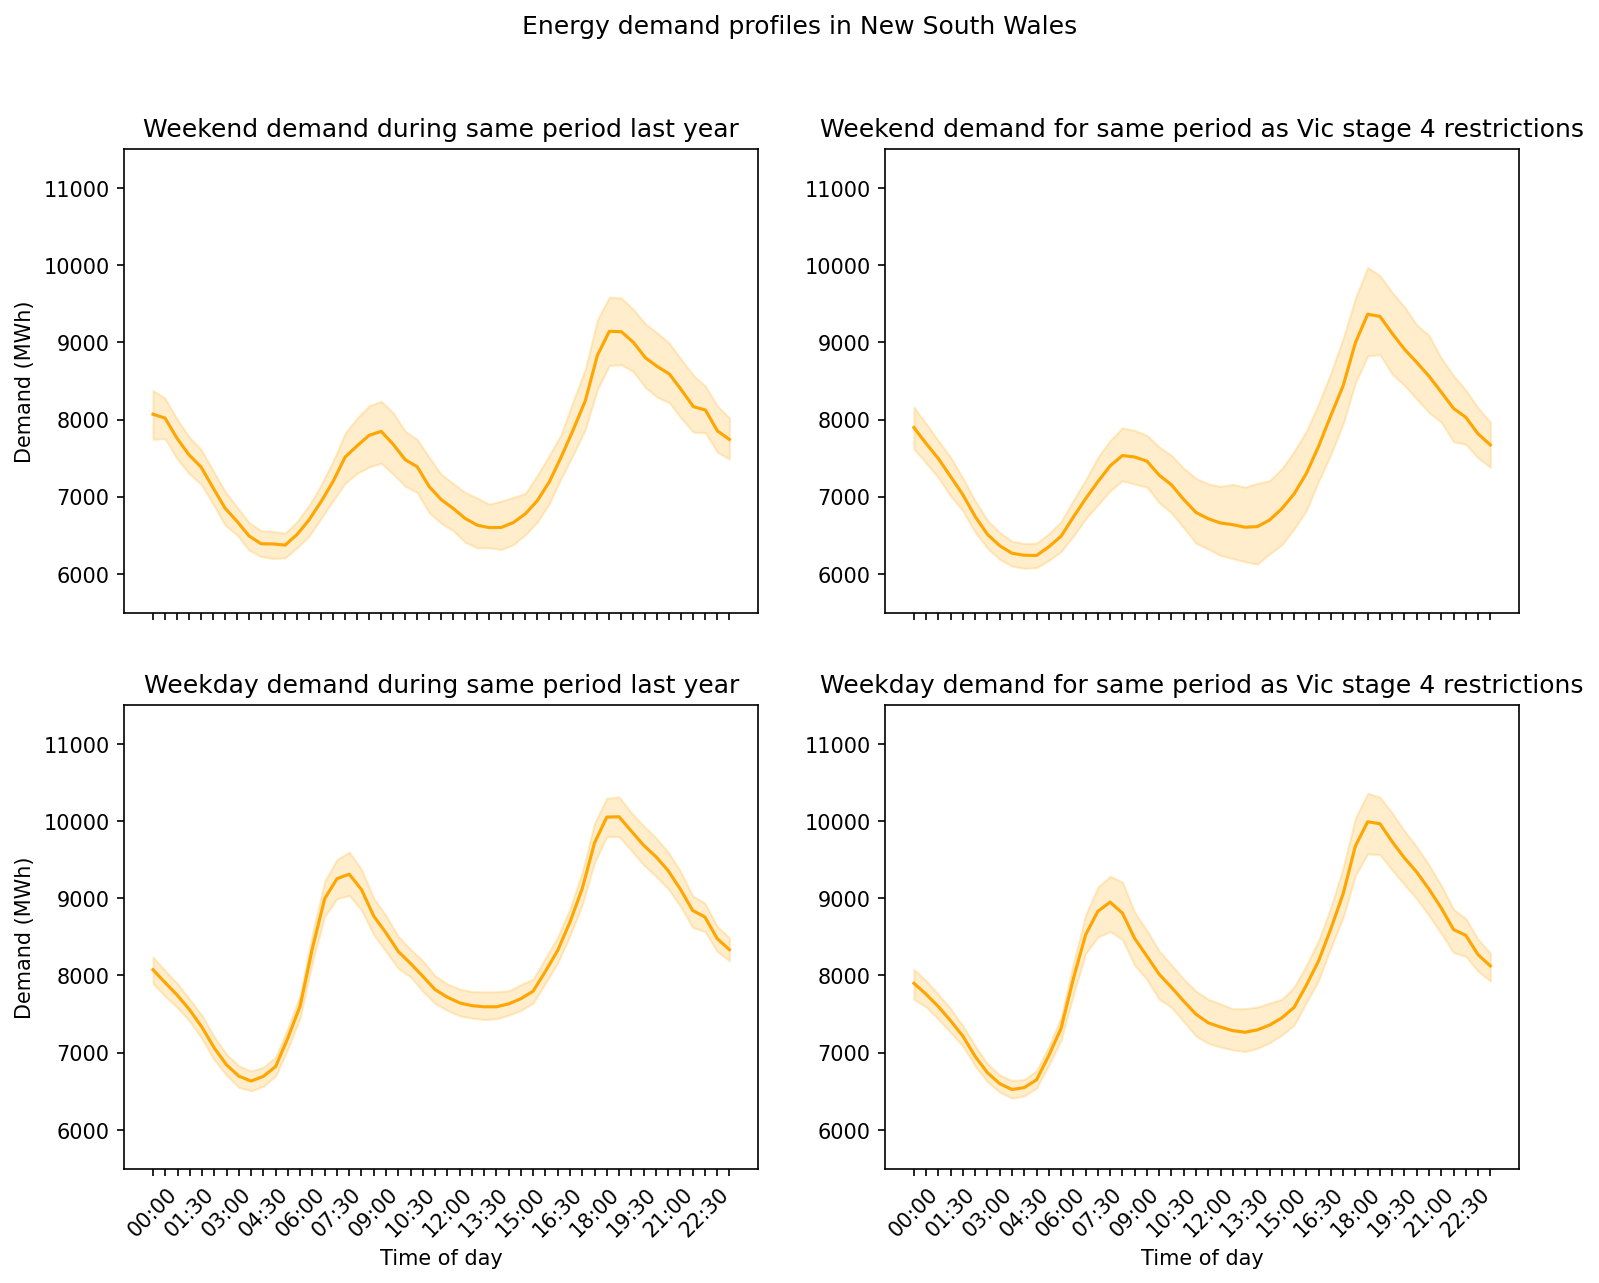 Energy demand profiles in New South Wales
Weekend demand during same period last year
Weekend demand for same period as Vic stage 4 restrictions
11000
10000
9000
8000
7000
6000
Demand (MWh)
11000
10000
9000
8000
7000
6000
Weekday demand during same period last year
Weekday demand for same period as Vic stage 4 restrictions
11000
10000
9000
8000
7000
6000
Demand (MWh)
11000
10000
9000
8000
7000
6000
00:00 01:30 03:00 04:30 06:00 07:30 09:00 10:30 12:00 13:30 15:00 16:30 18:00 19:30 21:00 22:30
Time of day
00:00 01:30 03:00 04:30 06:00 07:30 09:00 10:30 12:00 13:30 15:00 16:30 18:00 19:30 21:00 22:30
Time of day